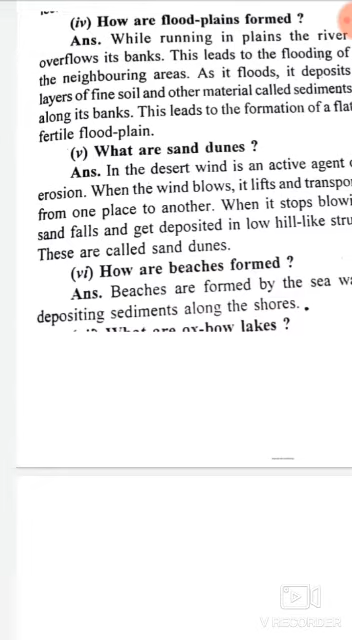 (iv) How are flood-plains formed ?
Ans. While running in plains the river
overflows its banks. This leads to the flooding of
the neighbouring areas. As it floods, it deposits
layers of fine soil and other material called sediments
along its banks. This leads to the formation of a flat
fertile flood-plain.
(v) What are sand dunes ?
Ans. In the desert wind is an active agent
erosion. When the wind blows, it lifts and transpo
from one place to another. When it stops blowi
sand falls and get deposited in low hill-like stru
These are called sand dunes.
(vi) How are beaches formed ?
Ans. Beaches are formed by the sea wa
depositing sediments along the shores.
What are ox-bow lakes ?
V RECORDER